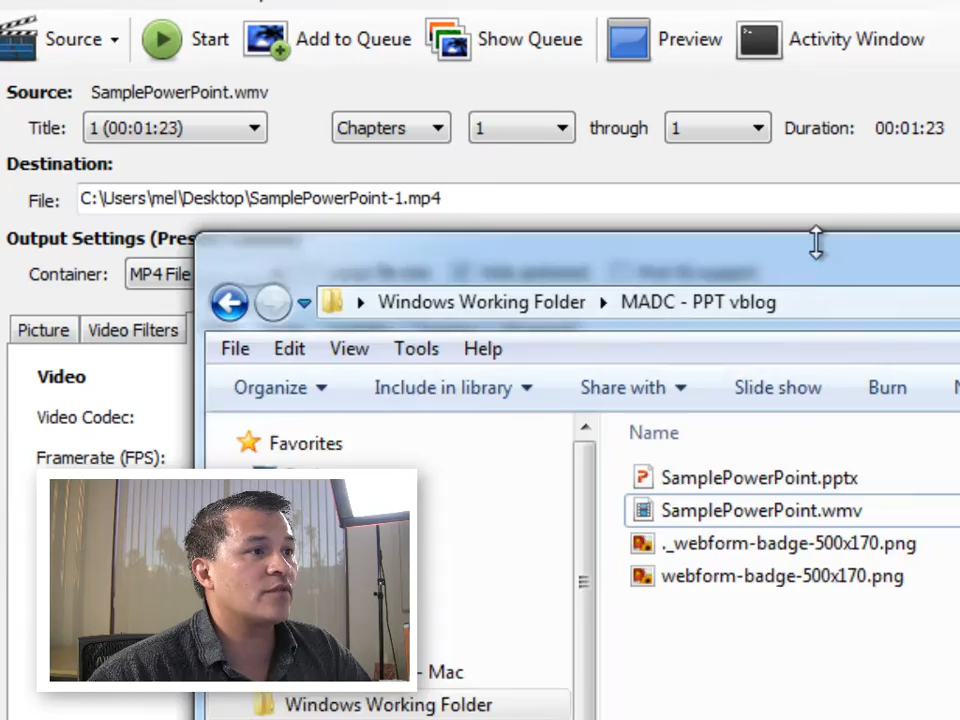 Source Start Add to Queue Show Queue Preview Activity Window
Source: SamplePowerPoint.wmv
Title: 1 (00:01:23) Chapters 1 through 1 Duration: 00:01:23
Destination:
File: C:\Users\mel\Desktop\SamplePowerPoint-1.mp4
Output Settings (Pres
Container: MP4 File
Windows Working Folder MADC - PPT vblog
Picture Video Filters
File Edit View Tools Help
Organize Include in library Share with Slide show Burn
Video
Favorites
Name
Video Codec:
Framerate (FPS):
SamplePowerPoint.pptx
SamplePowerPoint.wmv
._webform-badge-500x170.png
webform-badge-500x170.png
- Mac
Windows Working Folder